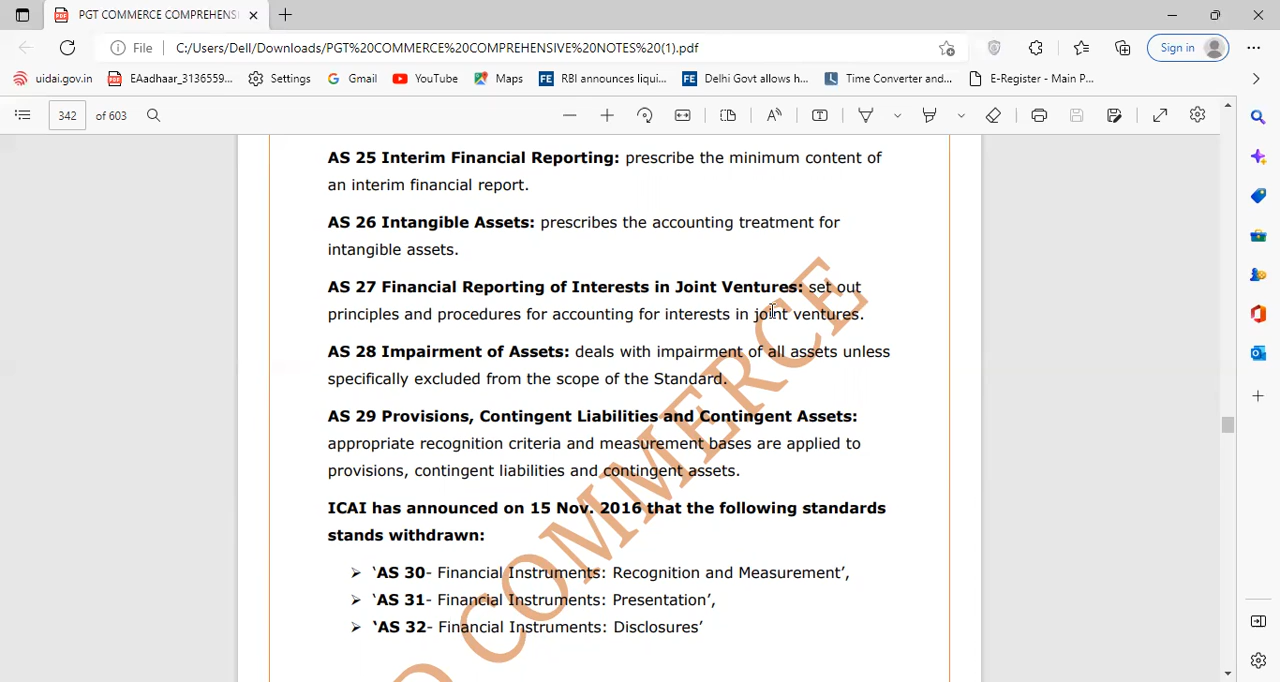 PGT COMMERCE COMPREHENSI
File C:/Users/Dell/Downloads/PGT%20COMMERCE%20COMPREHENSIVE%20NOTES%20(1).pdf Sign in
uidai.gov.in EAadhaar_3136559... Settings Gmail YouTube Maps RBI announces liqui... Delhi Govt allows h... Time Converter and... E-Register - Main P...
342 of 603
AS 25 Interim Financial Reporting: prescribe the minimum content of
an interim financial report.
AS 26 Intangible Assets: prescribes the accounting treatment for
intangible assets.
AS 27 Financial Reporting of Interests in Joint Ventures: set out
principles and procedures for accounting for interests in joint ventures.
AS 28 Impairment of Assets: deals with impairment of all assets unless
specifically excluded from the scope of the Standard.
AS 29 Provisions, Contingent Liabilities and Contingent Assets:
appropriate recognition criteria and measurement bases are applied to
provisions, contingent liabilities and contingent assets.
ICAI has announced on 15 Nov. 2016 that the following standards
stands withdrawn:
➢ ‘AS 30- Financial Instruments: Recognition and Measurement’,
➢ ‘AS 31- Financial Instruments: Presentation’,
➢ ‘AS 32- Financial Instruments: Disclosures’
COMMERCE